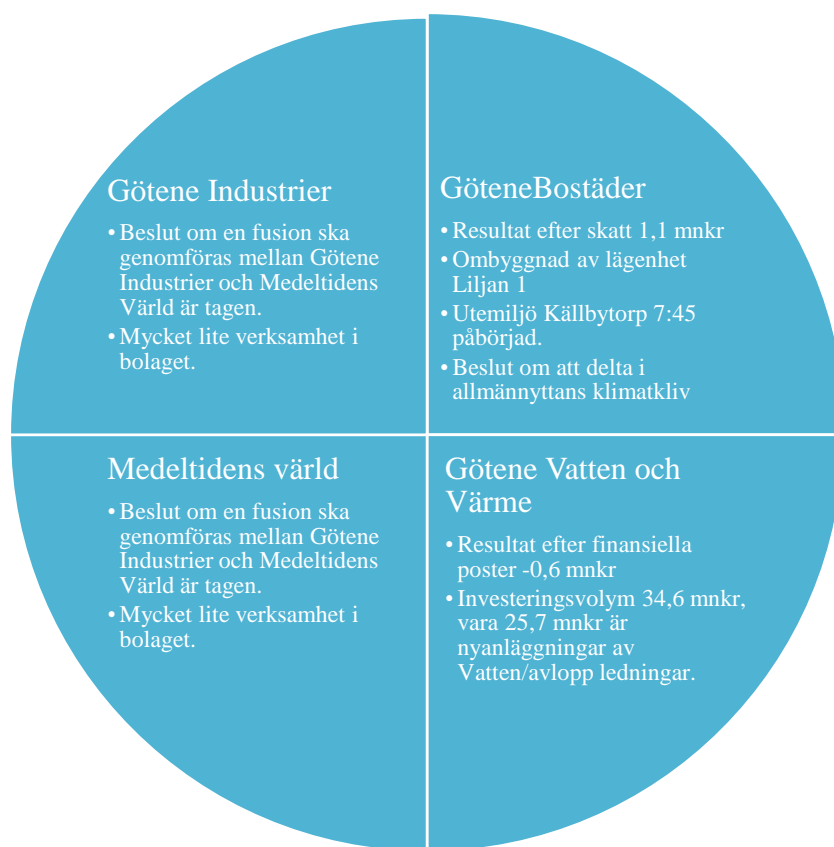 Götene Industrier
• Beslut om en fusion ska
genomföras mellan Götene
Industrier och Medeltidens
Värld är tagen.
• Mycket lite verksamhet i
bolaget.
GöteneBostäder
• Resultat efter skatt 1,1 mnkr
• Ombyggnad av lägenhet
Liljan 1
• Utemiljö Källbytorp 7:45
påbörjad.
• Beslut om att delta i
allmännyttans klimatkliv
Medeltidens värld
• Beslut om en fusion ska
genomföras mellan Götene
Industrier och Medeltidens
Värld är tagen.
• Mycket lite verksamhet i
bolaget.
Götene Vatten och
Värme
• Resultat efter finansiella
poster -0,6 mnkr
• Investeringsvolym 34,6 mnkr,
vara 25,7 mnkr är
nyanläggningar av
Vatten/avlopp ledningar.